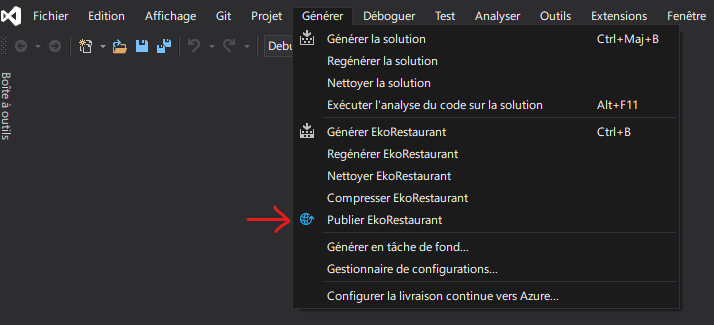 Fichier Edition Affichage Git Projet Générer Déboguer Test Analyser Outils Extensions Fenêtre
Debu
Boîte à outils
Générer la solution Ctrl+Maj+B
Regénérer la solution
Nettoyer la solution
Exécuter l'analyse du code sur la solution Alt+F11
Générer EkoRestaurant Ctrl+B
Regénérer EkoRestaurant
Nettoyer EkoRestaurant
Compresser EkoRestaurant
Publier EkoRestaurant
Générer en tâche de fond...
Gestionnaire de configurations...
Configurer la livraison continue vers Azure...